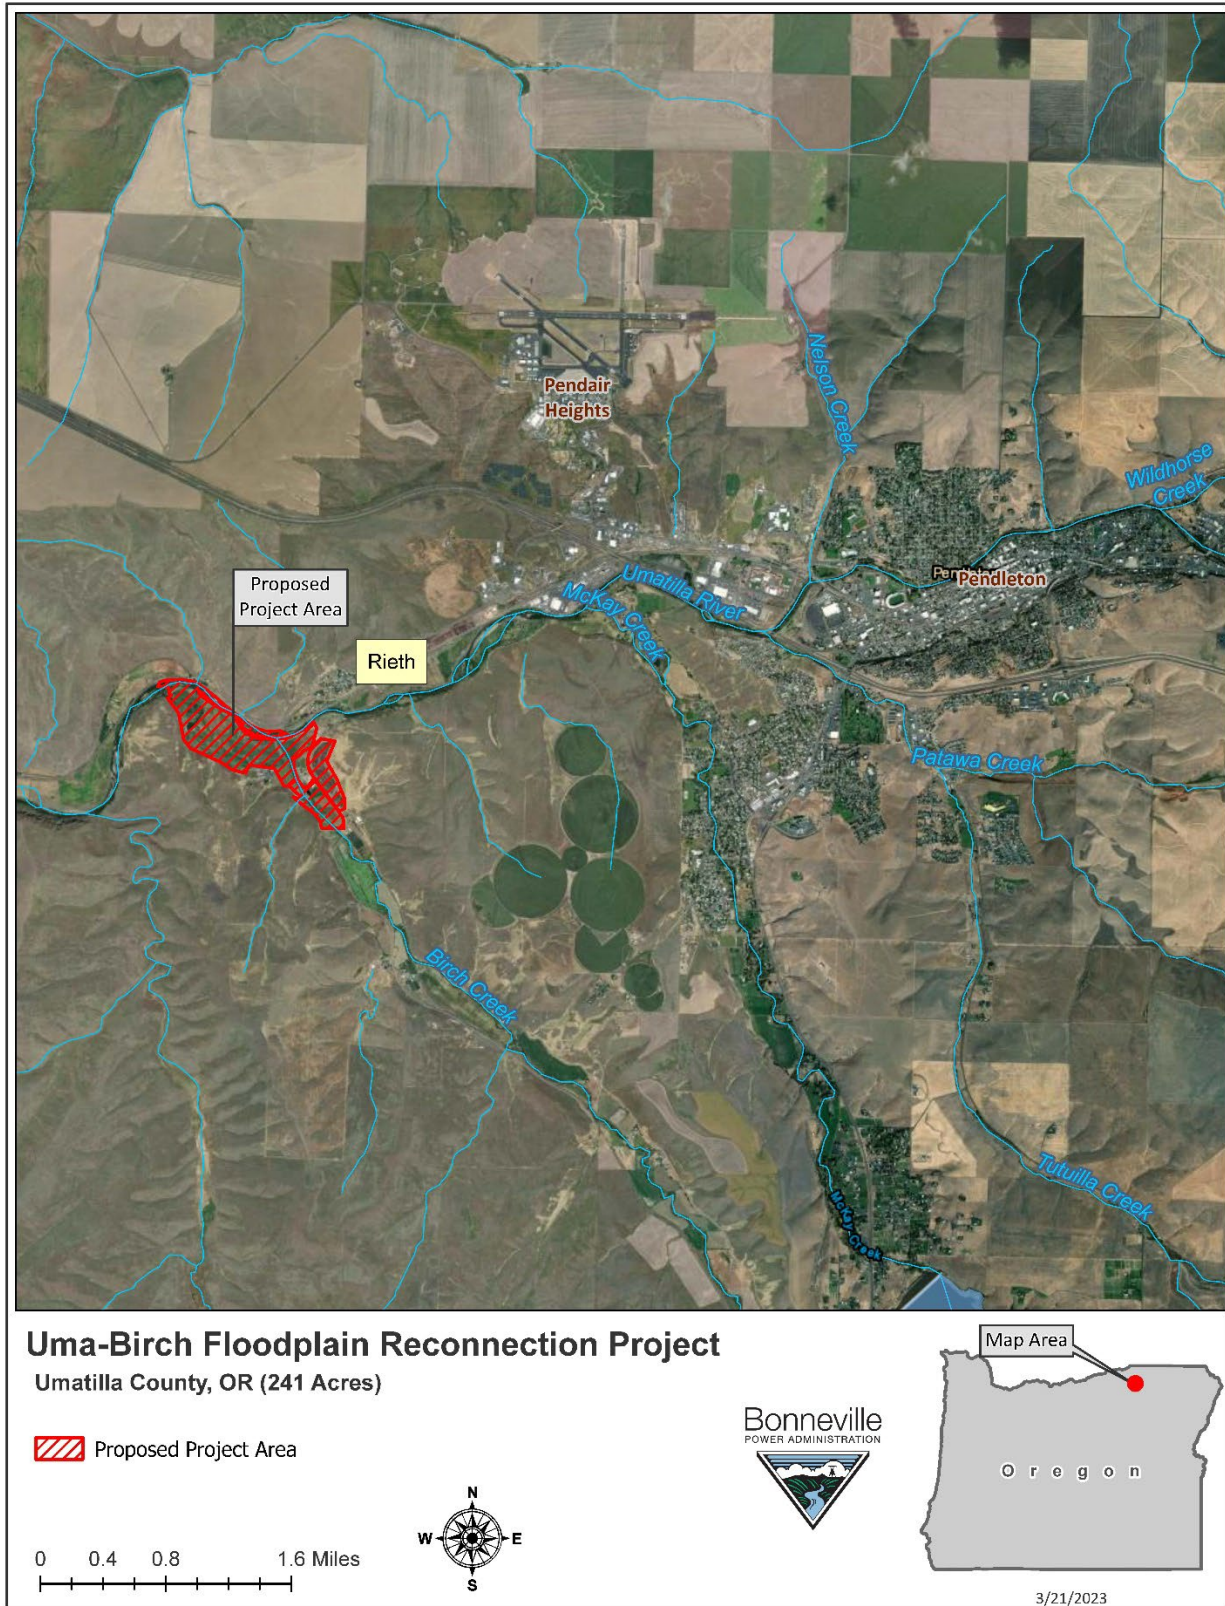 Pendair
Heights
Nelson Creek
Wildhorse
Creek
Pendleton
Umatilla River
McKay Creek
Proposed
Project Area
Rieth
Patawa Creek
Birch Creek
Tutuilla Creek
McKay Creek
Uma-Birch Floodplain Reconnection Project
Umatilla County, OR (241 Acres)
Proposed Project Area
0 0.4 0.8 1.6 Miles
N
W E
S
Bonneville
POWER ADMINISTRATION
Map Area
Oregon
3/21/2023